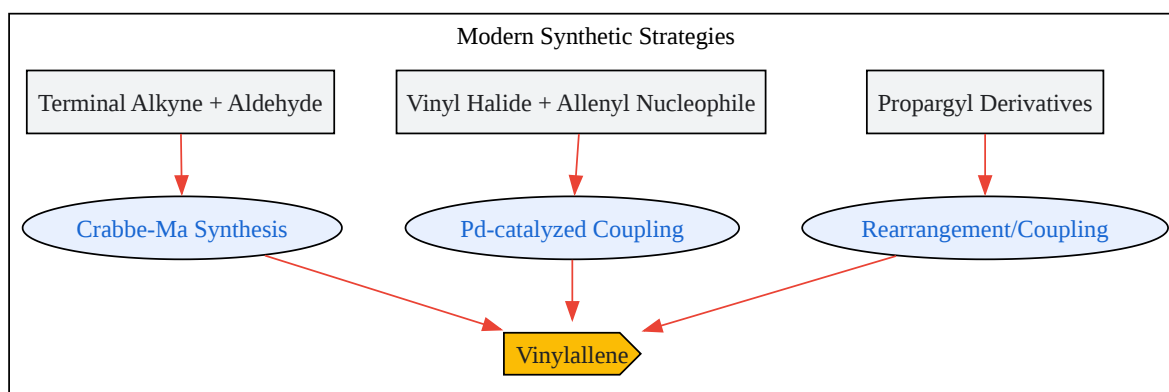 Modern Synthetic Strategies
Terminal Alkyne + Aldehyde
Vinyl Halide + Allenyl Nucleophile
Propargyl Derivatives
Crabbe-Ma Synthesis
Pd-catalyzed Coupling
Rearrangement/Coupling
Vinylallene